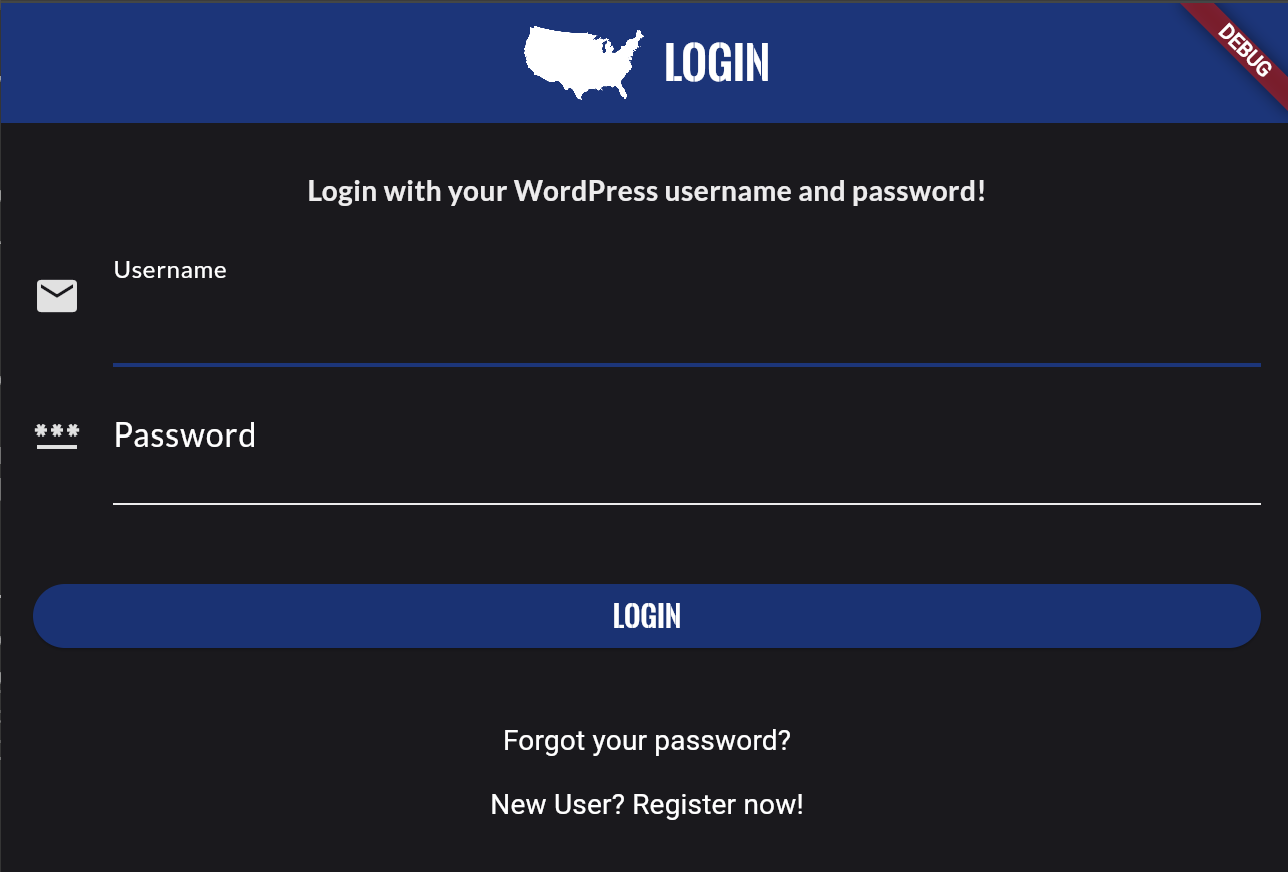 LOGIN
DEBUG
Login with your WordPress username and password!
Username
***
Password
LOGIN
Forgot your password?
New User? Register now!